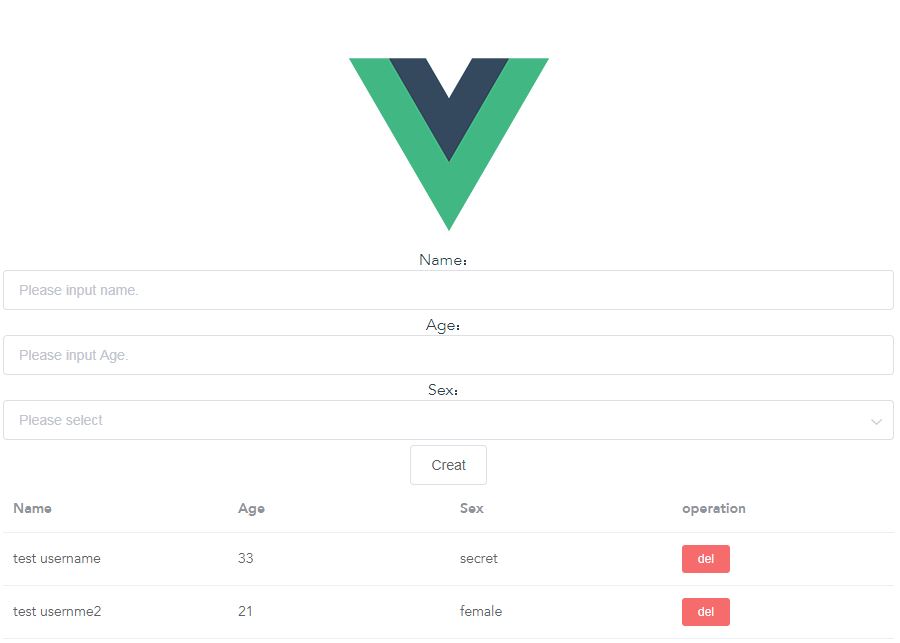 Name：
Please input name.
Age：
Please input Age.
Sex：
Please select
Creat
Name Age Sex operation
test username 33 secret del
test usernme2 21 female del